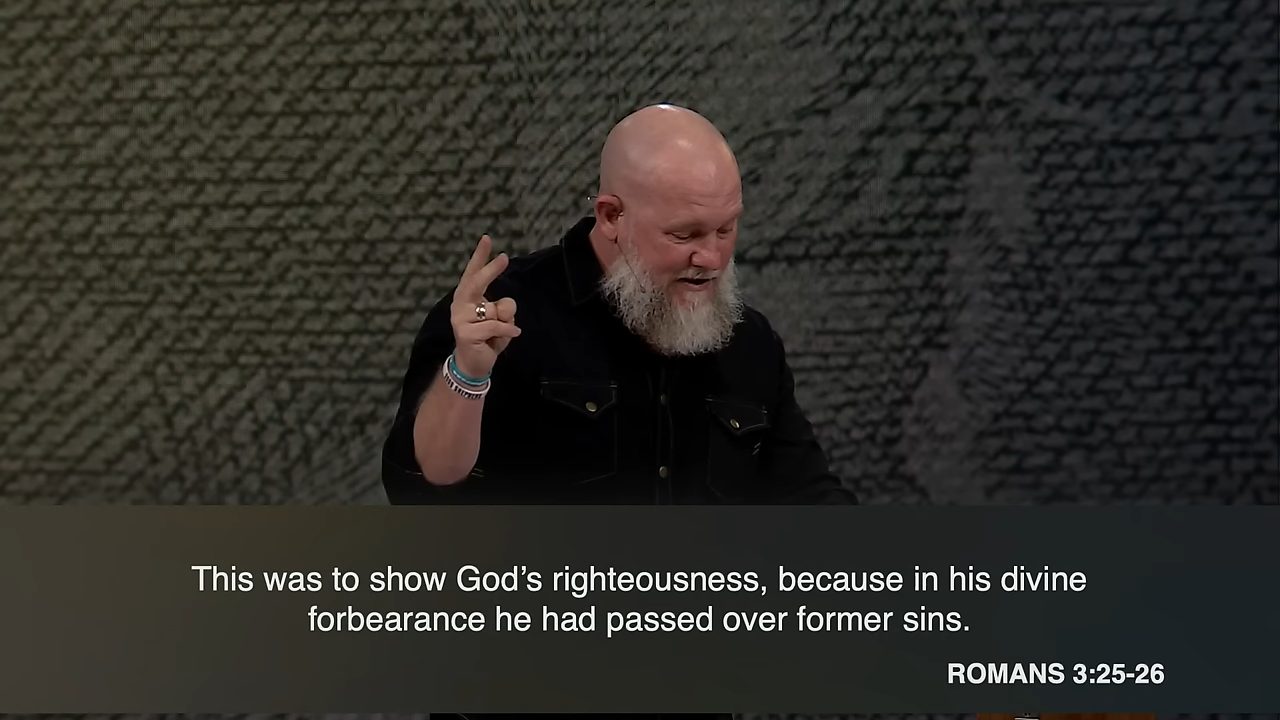 This was to show God’s righteousness, because in his divine
forbearance he had passed over former sins.
ROMANS 3:25-26